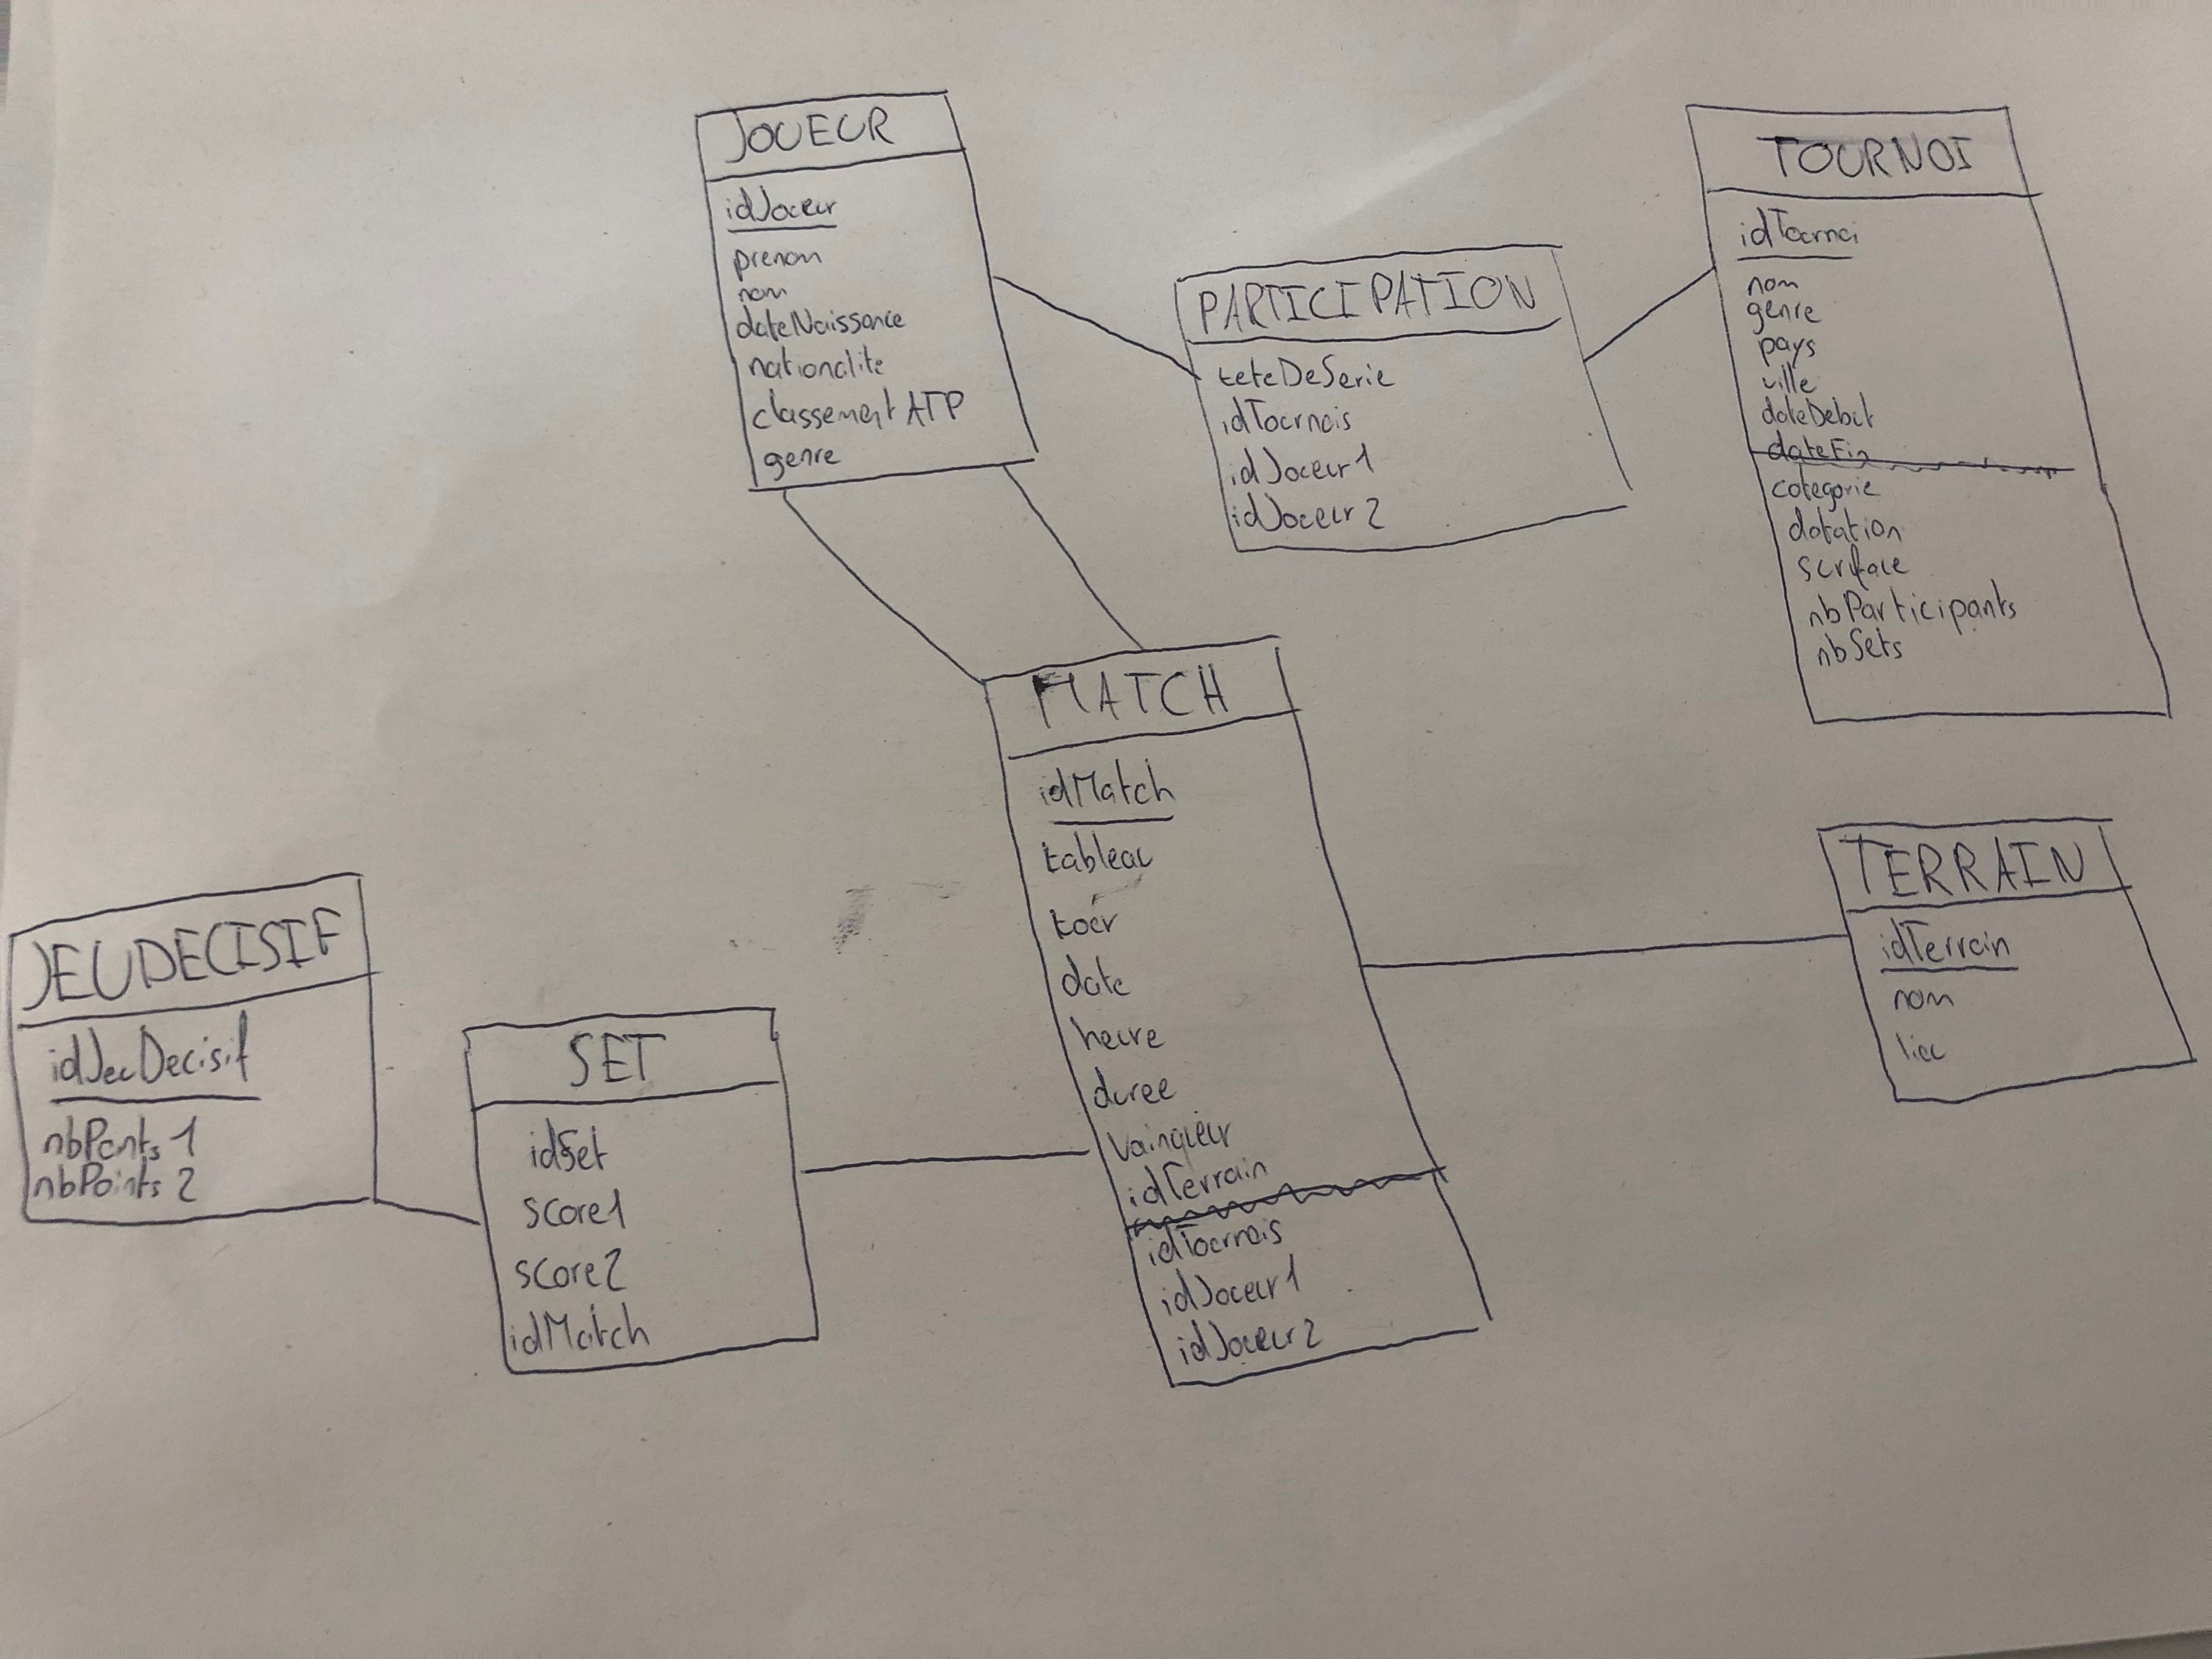 JOUEUR
idJoueur
prenom
nom
dateNaissance
nationalite
classement ATP
genre
PARTICIPATION
teteDeSerie
idTournois
idJoueur1
idJoueur2
TOURNOI
idTournoi
nom
genre
pays
ville
dateDebut
dateFin
categorie
dotation
surface
nbParticipants
nbSets
MATCH
idMatch
tableau
tour
date
heure
duree
vainqueur
idTerrain
idTournois
idJoueur1
idJoueur2
TERRAIN
idTerrain
nom
lieu
JEUDECISIF
idJeuDecisif
nbPonts 1
nbPoints 2
SET
idSet
score1
score2
idMatch